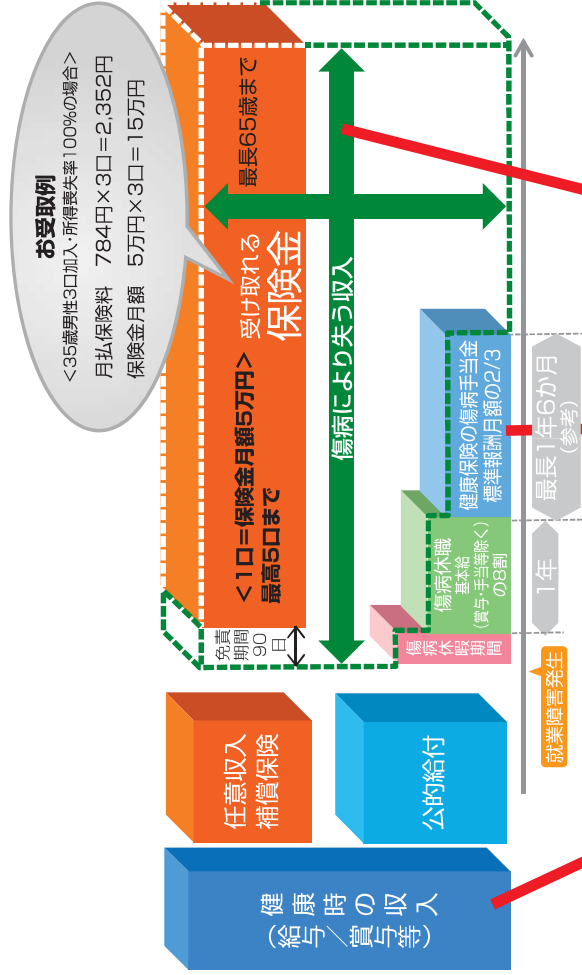 お受取例
<35歳男性3口加入・所得喪失率100%の場合>
月払保険料　784円×3口=2,352円
保険金月額　5万円×3口=15万円
健康時の収入
(給与／賞与等)
任意収入
補償保険
公的給付
免責
期間
90
日
<1口=保険金月額5万円>
最高5口まで
受け取れる
保険金
最長65歳まで
傷病により失う収入
傷病
休暇
期間
傷病休職
基本給
(賞与・手当等除く)
の8割
健康保険の傷病手当金
標準報酬月額の2/3
就業障害発生
1年
最長1年6か月
(参考)